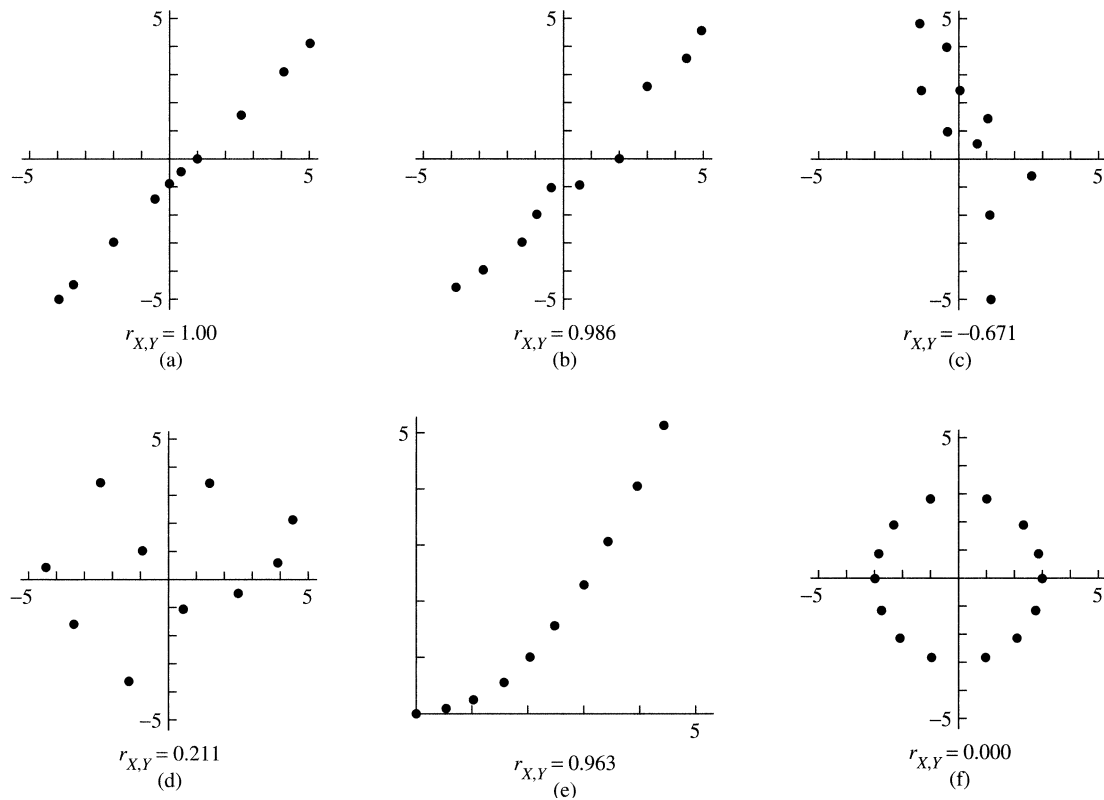 5
−5
5
−5
r_{X,Y} = 1.00
(a)
5
−5
5
−5
r_{X,Y} = 0.986
(b)
5
−5
5
−5
r_{X,Y} = −0.671
(c)
5
−5
5
−5
r_{X,Y} = 0.211
(d)
5
5
r_{X,Y} = 0.963
(e)
5
−5
5
−5
r_{X,Y} = 0.000
(f)